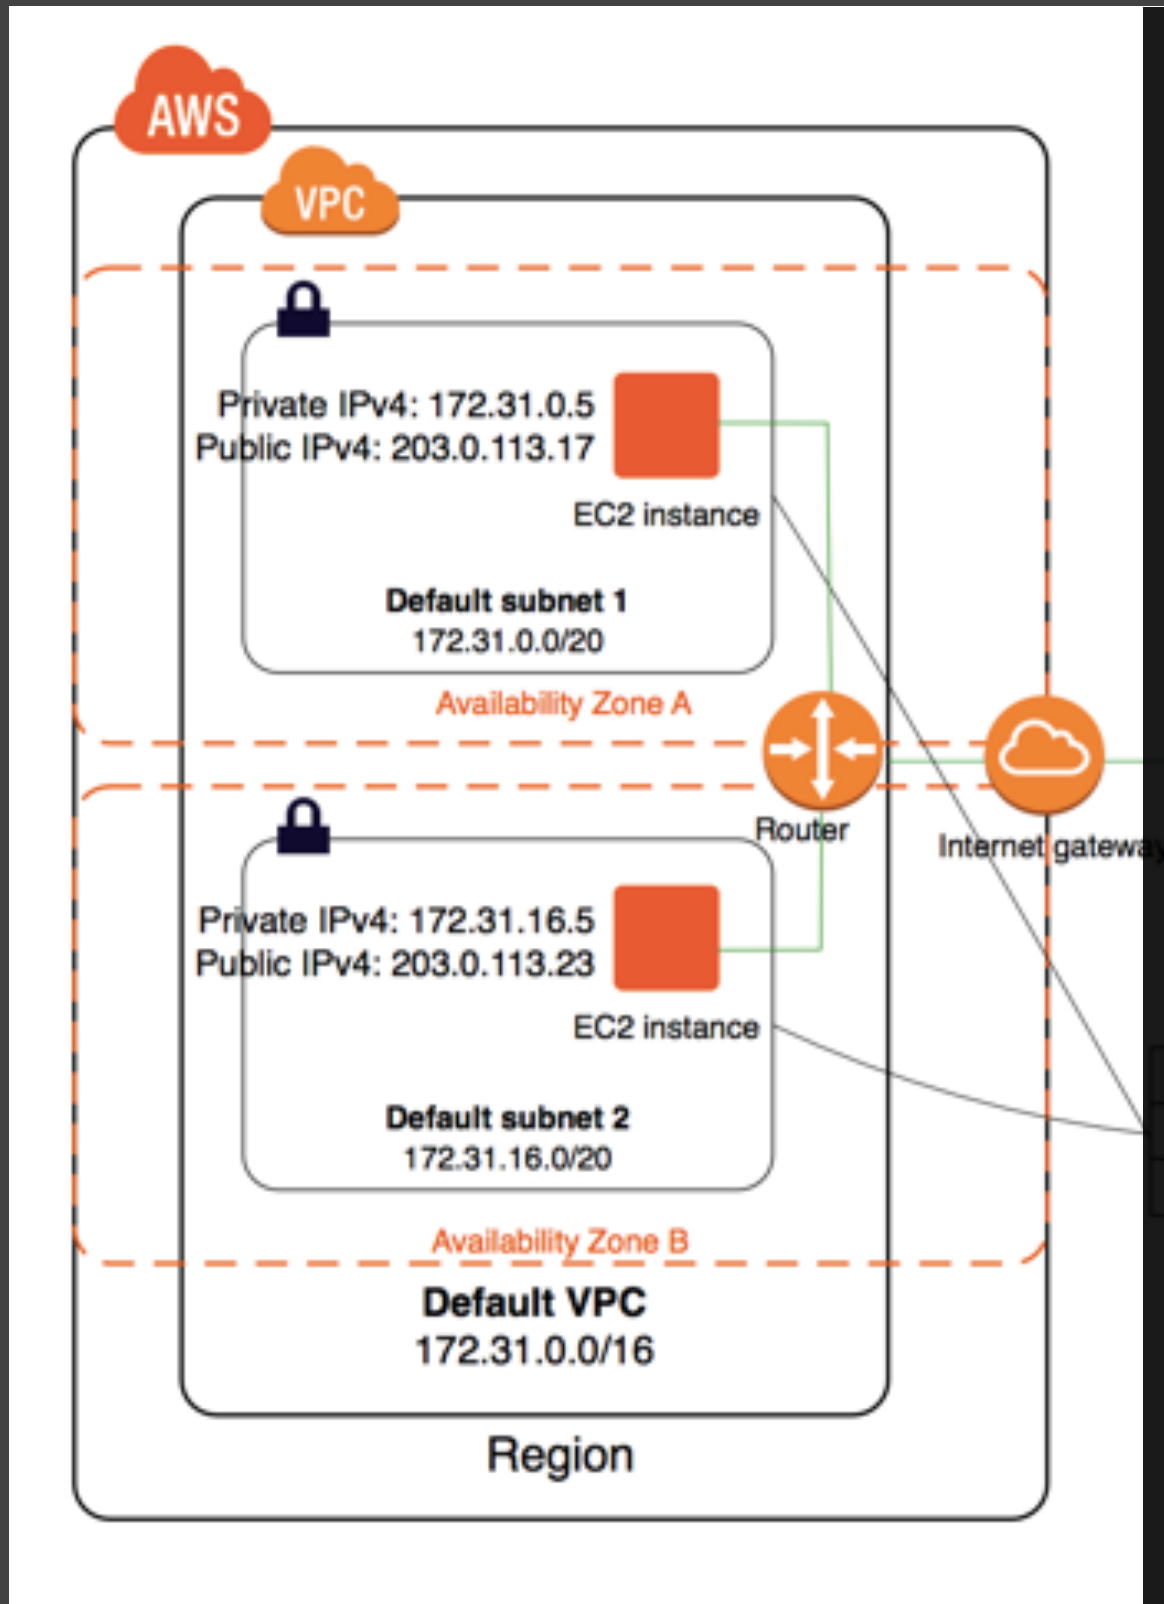 AWS
VPC
Private IPv4: 172.31.0.5
Public IPv4: 203.0.113.17
EC2 instance
Default subnet 1
172.31.0.0/20
Availability Zone A
Router
Internet gateway
Private IPv4: 172.31.16.5
Public IPv4: 203.0.113.23
EC2 instance
Default subnet 2
172.31.16.0/20
Availability Zone B
Default VPC
172.31.0.0/16
Region